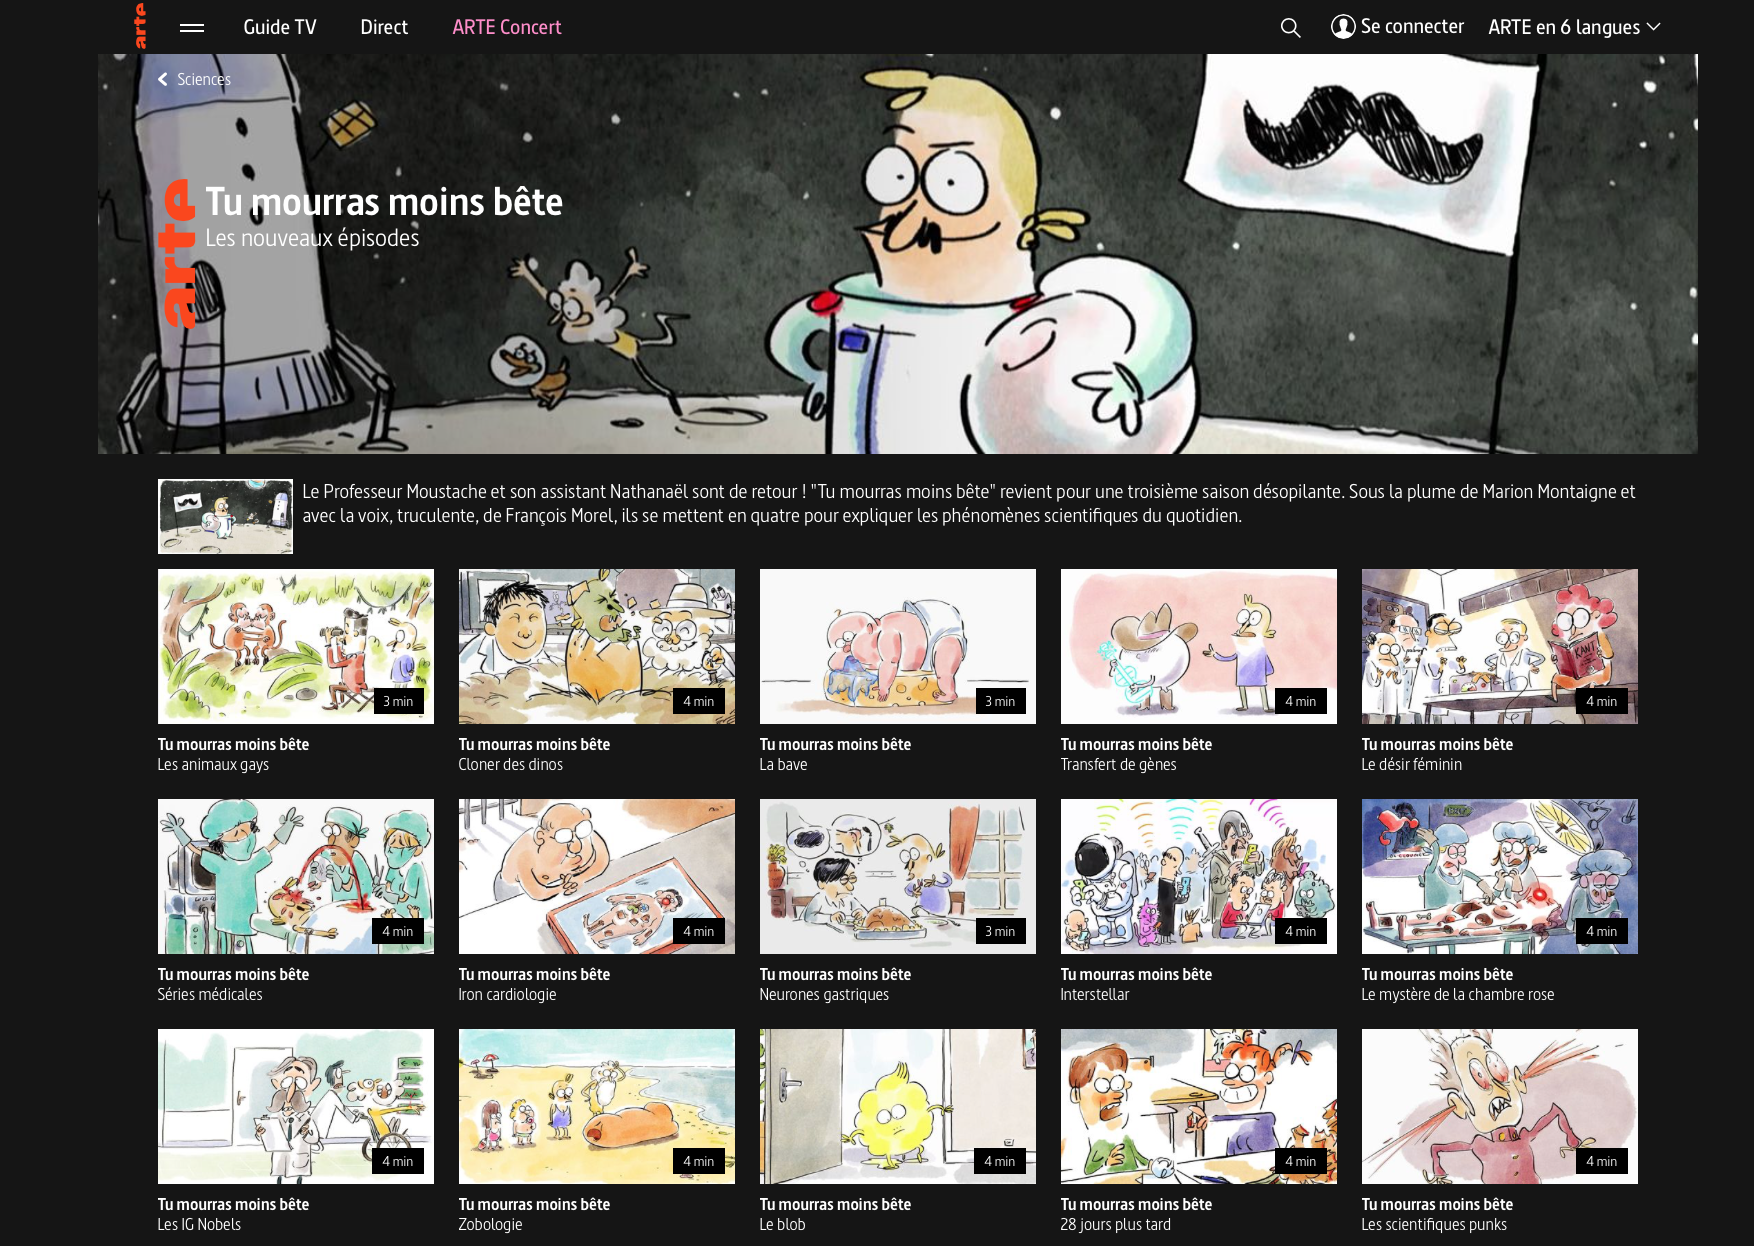 arte
Guide TV
Direct
ARTE Concert
Se connecter
ARTE en 6 langues
Sciences
arte
Tu mourras moins bête
Les nouveaux épisodes
Le Professeur Moustache et son assistant Nathanaël sont de retour ! "Tu mourras moins bête" revient pour une troisième saison désopilante. Sous la plume de Marion Montaigne et
avec la voix, truculente, de François Morel, ils se mettent en quatre pour expliquer les phénomènes scientifiques du quotidien.
3 min
4 min
3 min
4 min
KANT
4 min
Tu mourras moins bête
Les animaux gays
Tu mourras moins bête
Cloner des dinos
Tu mourras moins bête
La bave
Tu mourras moins bête
Transfert de gènes
Tu mourras moins bête
Le désir féminin
4 min
4 min
3 min
4 min
4 min
Tu mourras moins bête
Séries médicales
Tu mourras moins bête
Iron cardiologie
Tu mourras moins bête
Neurones gastriques
Tu mourras moins bête
Interstellar
Tu mourras moins bête
Le mystère de la chambre rose
4 min
4 min
4 min
4 min
4 min
Tu mourras moins bête
Les IG Nobels
Tu mourras moins bête
Zobologie
Tu mourras moins bête
Le blob
Tu mourras moins bête
28 jours plus tard
Tu mourras moins bête
Les scientifiques punks